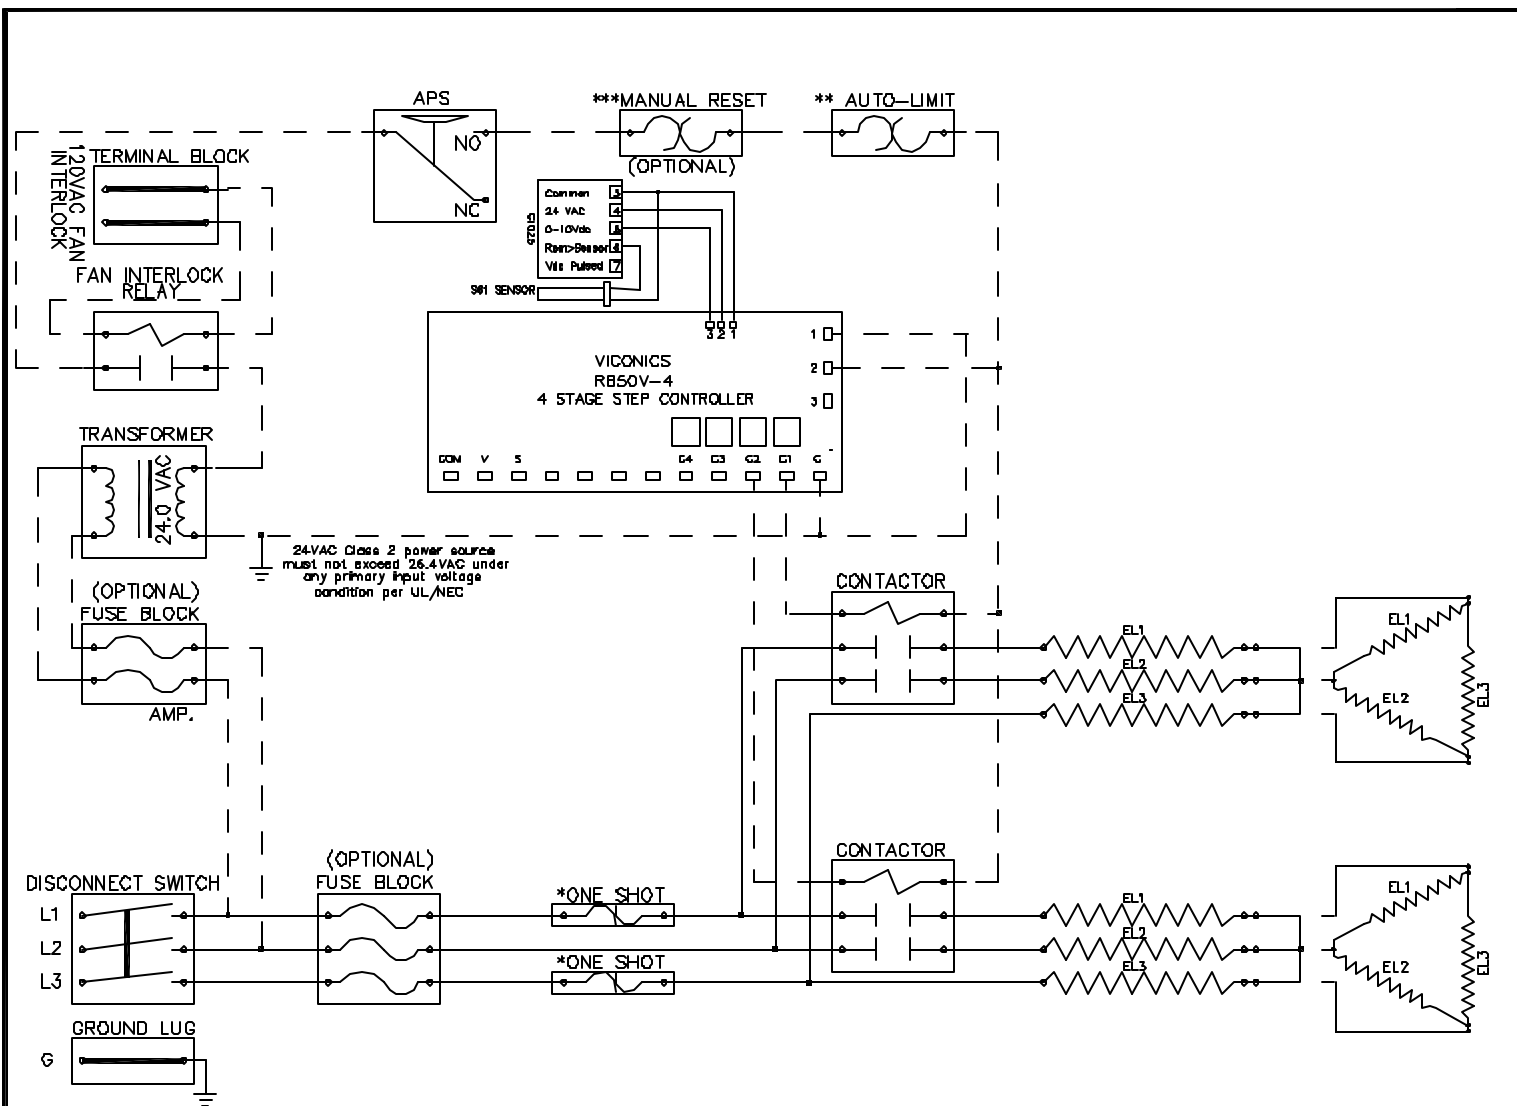 APS
***MANUAL RESET
(OPTIONAL)
** AUTO-LIMIT
NO
NC
120VAC FAN
INTERLOCK
TERMINAL BLOCK
FAN INTERLOCK
RELAY
Common 3
24 VAC 4
0-10Vdc 5
Sensor 6
Pulsed 7
SENSOR
3 2 1
1
2
3
VICONICS
R850V-4
4 STAGE STEP CONTROLLER
COM V S C4 C3 C2 C1 C
TRANSFORMER
24.0 VAC
24VAC Class 2 power source
must not exceed 26.4VAC under
any primary input voltage
condition per UL/NEC
(OPTIONAL)
FUSE BLOCK
AMP.
CONTACTOR
EL1
EL2
EL3
EL1
EL2
EL3
DISCONNECT SWITCH
L1
L2
L3
(OPTIONAL)
FUSE BLOCK
*ONE SHOT
*ONE SHOT
CONTACTOR
EL1
EL2
EL3
EL1
EL2
EL3
GROUND LUG
G